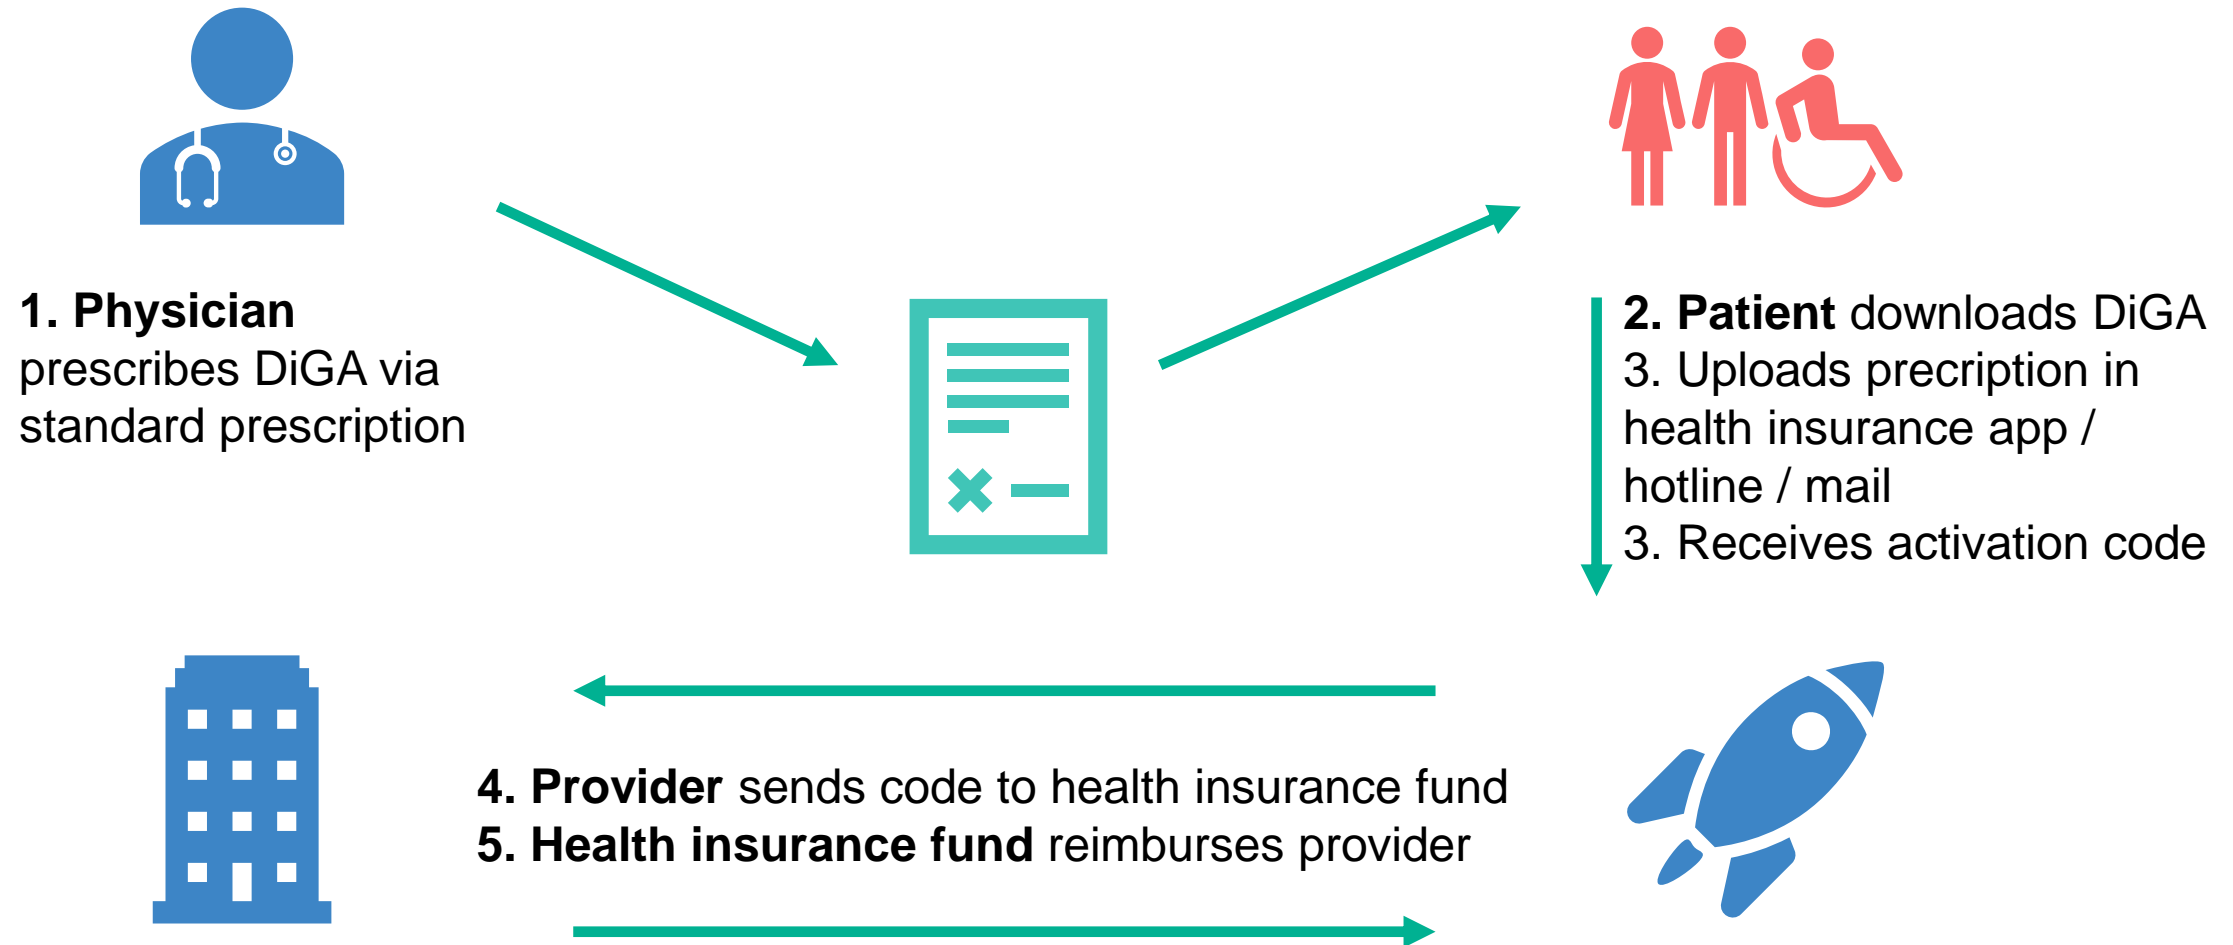 1. Physician
prescribes DiGA via
standard prescription
2. Patient downloads DiGA
3. Uploads precription in
health insurance app /
hotline / mail
3. Receives activation code
4. Provider sends code to health insurance fund
5. Health insurance fund reimburses provider